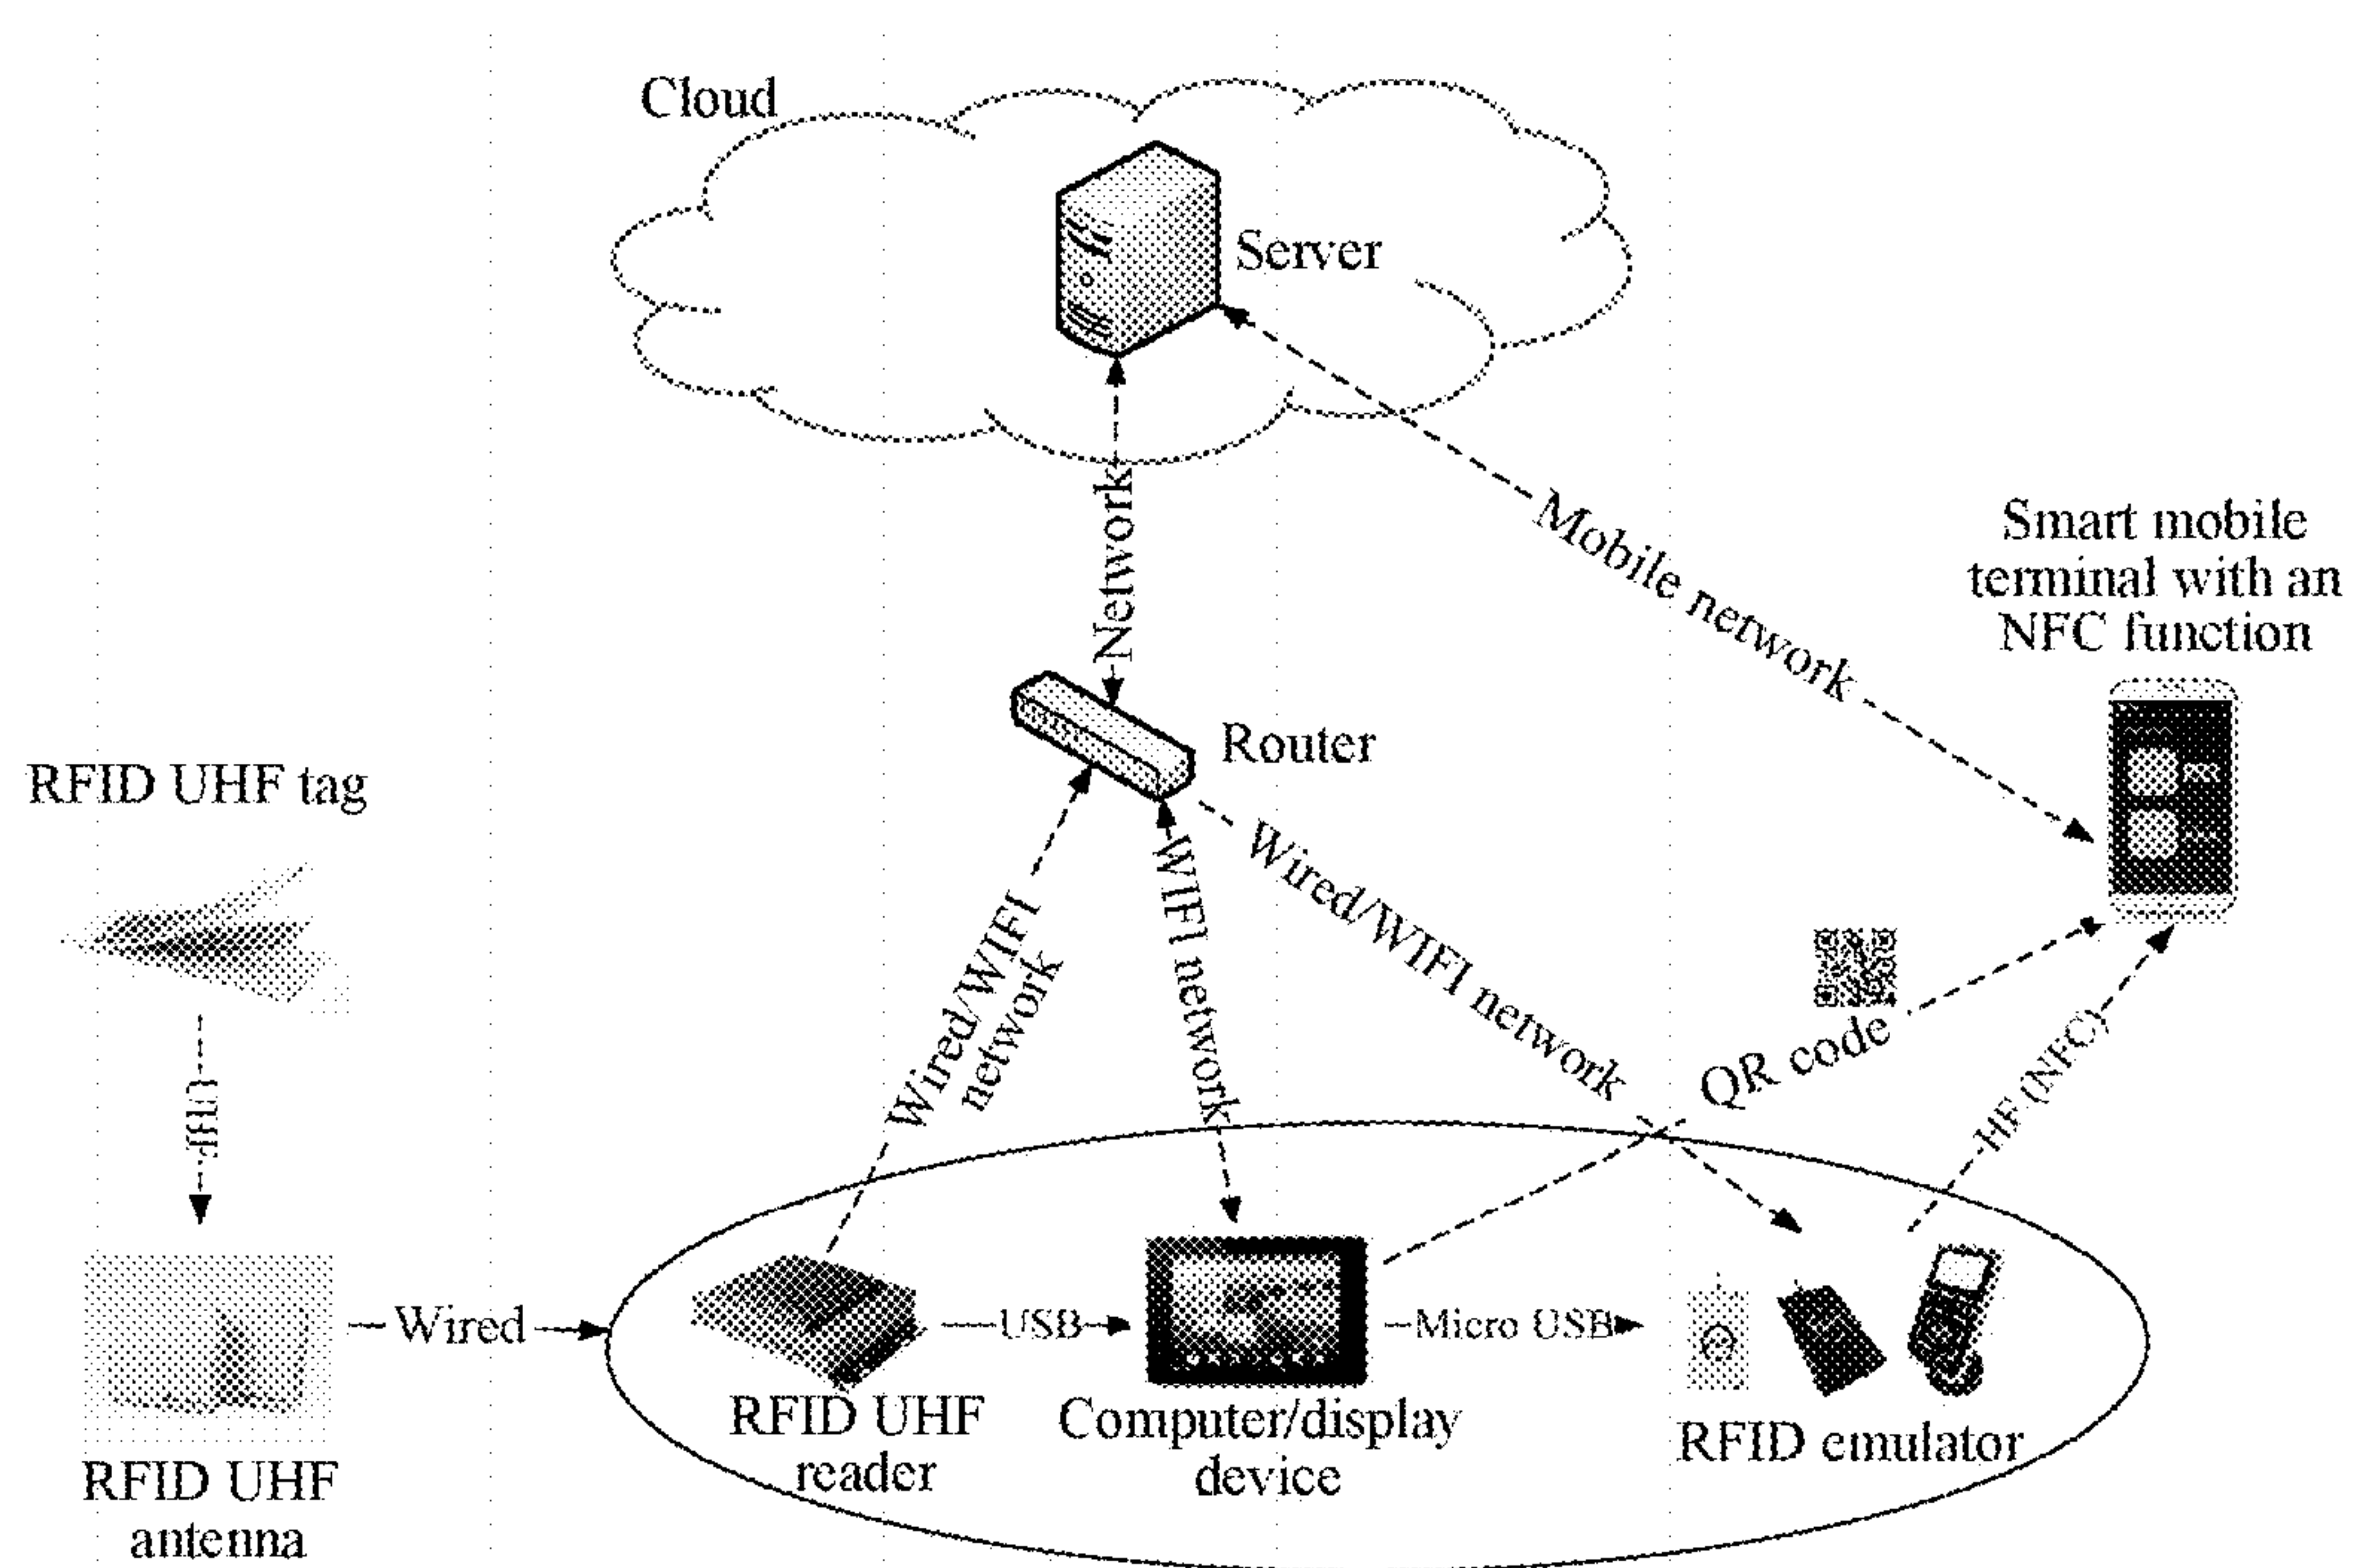 Cloud
Server
Network
Mobile network
Smart mobile
terminal with an
NFC function
Router
RFID UHF tag
UHF
Wired/WIFI
network
WIFI network
Wired/WIFI network
QR code
HF (NFC)
Wired
USB
Micro USB
RFID UHF
antenna
RFID UHF
reader
Computer/display
device
RFID emulator